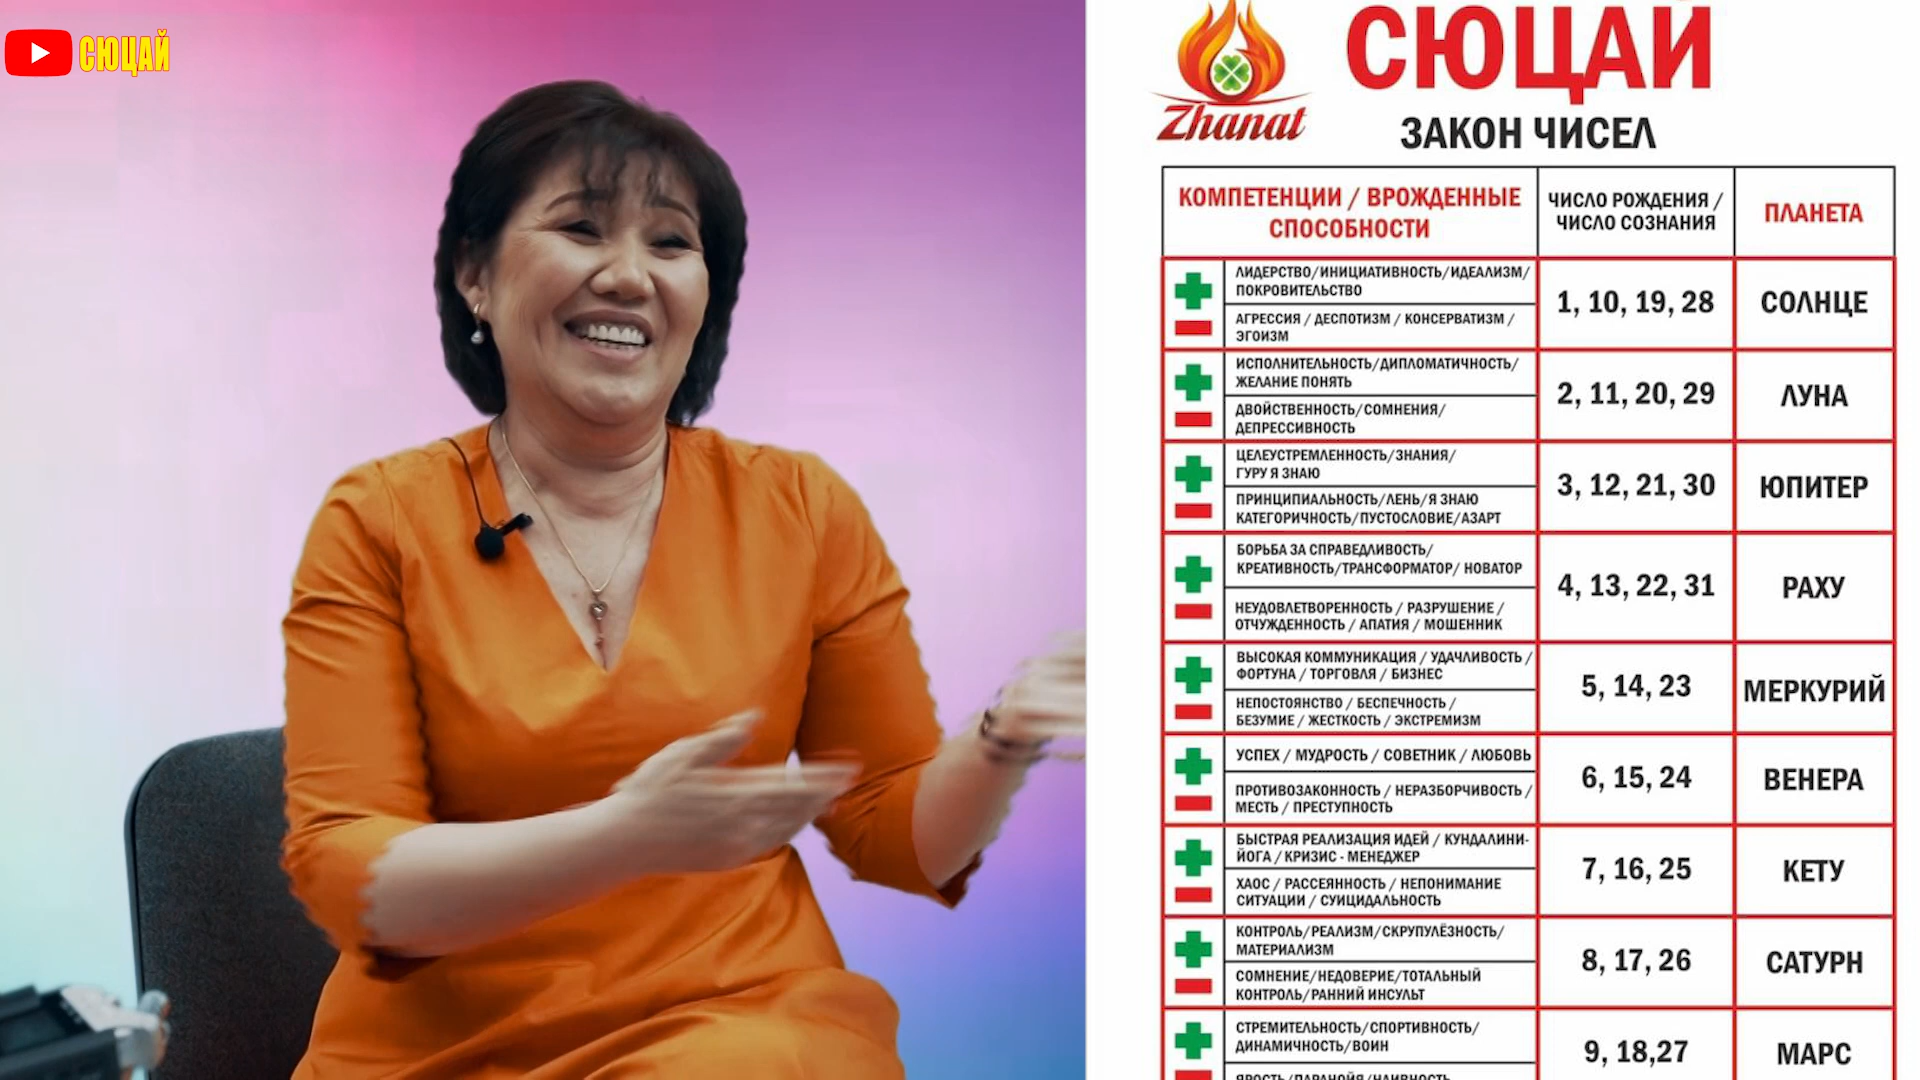 СЮЦАЙ
Zhanat
СЮЦАЙ
ЗАКОН ЧИСЕЛ
КОМПЕТЕНЦИИ / ВРОЖДЕННЫЕ
СПОСОБНОСТИ
ЧИСЛО РОЖДЕНИЯ /
ЧИСЛО СОЗНАНИЯ
ПЛАНЕТА
ЛИДЕРСТВО/ИНИЦИАТИВНОСТЬ/ИДЕАЛИЗМ/
ПОКРОВИТЕЛЬСТВО
АГРЕССИЯ / ДЕСПОТИЗМ / КОНСЕРВАТИЗМ /
ЭГОИЗМ
1, 10, 19, 28
СОЛНЦЕ
ИСПОЛНИТЕЛЬНОСТЬ/ДИПЛОМАТИЧНОСТЬ/
ЖЕЛАНИЕ ПОНЯТЬ
ДВОЙСТВЕННОСТЬ/СОМНЕНИЯ/
ДЕПРЕССИВНОСТЬ
2, 11, 20, 29
ЛУНА
ЦЕЛЕУСТРЕМЛЕННОСТЬ/ЗНАНИЯ/
ГУРУ Я ЗНАЮ
ПРИНЦИПИАЛЬНОСТЬ/ЛЕНЬ/Я ЗНАЮ
КАТЕГОРИЧНОСТЬ/ПУСТОСЛОВИЕ/АЗАРТ
3, 12, 21, 30
ЮПИТЕР
БОРЬБА ЗА СПРАВЕДЛИВОСТЬ/
КРЕАТИВНОСТЬ/ТРАНСФОРМАТОР/ НОВАТОР
НЕУДОВЛЕТВОРЕННОСТЬ / РАЗРУШЕНИЕ /
ОТЧУЖДЕННОСТЬ / АПАТИЯ / МОШЕННИК
4, 13, 22, 31
РАХУ
ВЫСОКАЯ КОММУНИКАЦИЯ / УДАЧЛИВОСТЬ /
ФОРТУНА / ТОРГОВЛЯ / БИЗНЕС
НЕПОСТОЯНСТВО / БЕСПЕЧНОСТЬ /
БЕЗУМИЕ / ЖЕСТКОСТЬ / ЭКСТРЕМИЗМ
5, 14, 23
МЕРКУРИЙ
УСПЕХ / МУДРОСТЬ / СОВЕТНИК / ЛЮБОВЬ
ПРОТИВОЗАКОННОСТЬ / НЕРАЗБОРЧИВОСТЬ /
МЕСТЬ / ПРЕСТУПНОСТЬ
6, 15, 24
ВЕНЕРА
БЫСТРАЯ РЕАЛИЗАЦИЯ ИДЕЙ / КУНДАЛИНИ-
ЙОГА / КРИЗИС - МЕНЕДЖЕР
ХАОС / РАССЕЯННОСТЬ / НЕПОНИМАНИЕ
СИТУАЦИИ / СУИЦИДАЛЬНОСТЬ
7, 16, 25
КЕТУ
КОНТРОЛЬ/РЕАЛИЗМ/СКРУПУЛЁЗНОСТЬ/
МАТЕРИАЛИЗМ
СОМНЕНИЕ/НЕДОВЕРИЕ/ТОТАЛЬНЫЙ
КОНТРОЛЬ/РАННИЙ ИНСУЛЬТ
8, 17, 26
САТУРН
СТРЕМИТЕЛЬНОСТЬ/СПОРТИВНОСТЬ/
ДИНАМИЧНОСТЬ/ВОИН
ЯРОСТЬ/ПАРАНОЙЯ/НАИВНОСТЬ
9, 18,27
МАРС